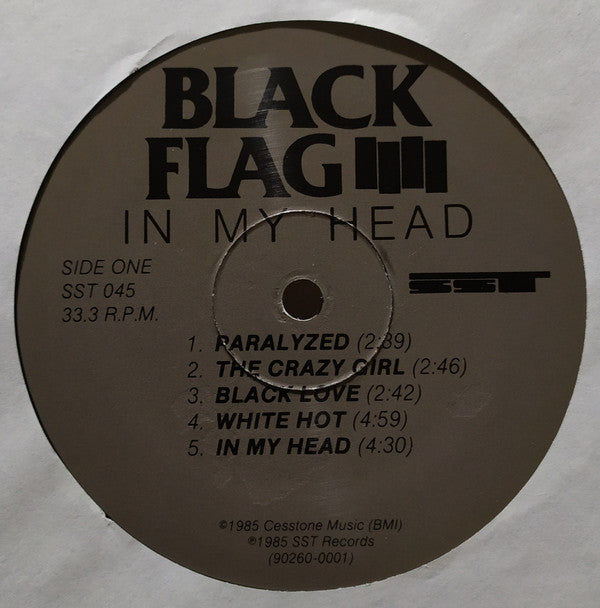 BLACK
FLAG
IN MY HEAD
SIDE ONE
SST 045
33.3 R.P.M.
SST
1. PARALYZED (2:39)
2. THE CRAZY GIRL (2:46)
3. BLACK LOVE (2:42)
4. WHITE HOT (4:59)
5. IN MY HEAD (4:30)
©1985 Cesstone Music (BMI)
℗1985 SST Records
(90260-0001)